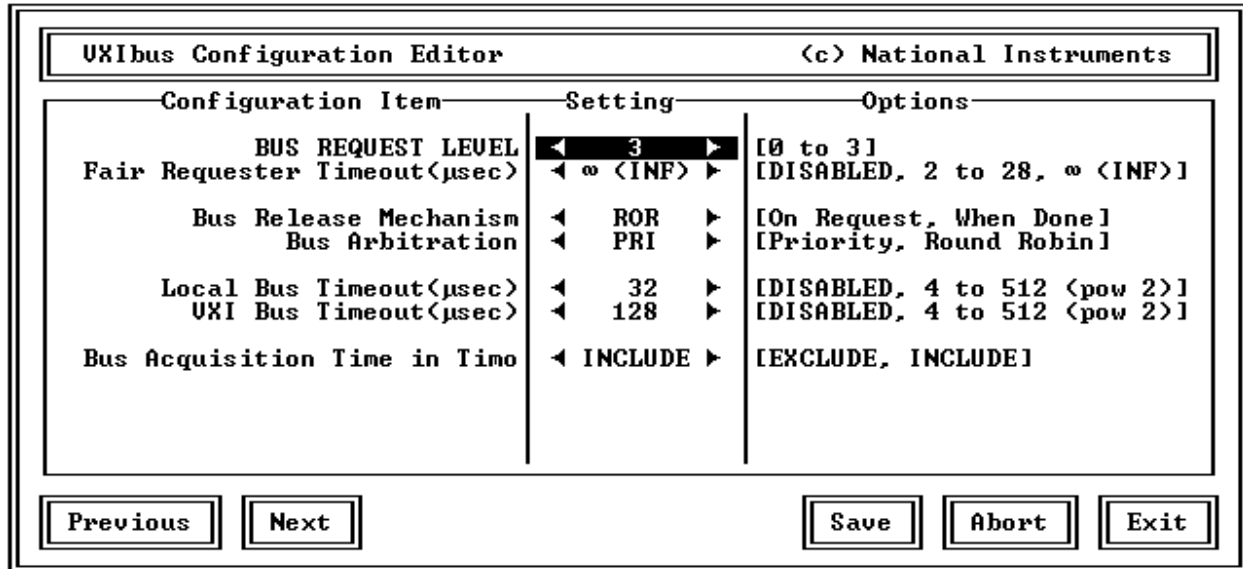 VXIbus Configuration Editor (c) National Instruments
Configuration Item Setting Options
BUS REQUEST LEVEL ◄ 3 ► [0 to 3]
Fair Requester Timeout(µsec) ◄ ∞ (INF) ► [DISABLED, 2 to 28, ∞ (INF)]
Bus Release Mechanism ◄ ROR ► [On Request, When Done]
Bus Arbitration ◄ PRI ► [Priority, Round Robin]
Local Bus Timeout(µsec) ◄ 32 ► [DISABLED, 4 to 512 (pow 2)]
VXI Bus Timeout(µsec) ◄ 128 ► [DISABLED, 4 to 512 (pow 2)]
Bus Acquisition Time in Timo ◄ INCLUDE ► [EXCLUDE, INCLUDE]
Previous Next Save Abort Exit